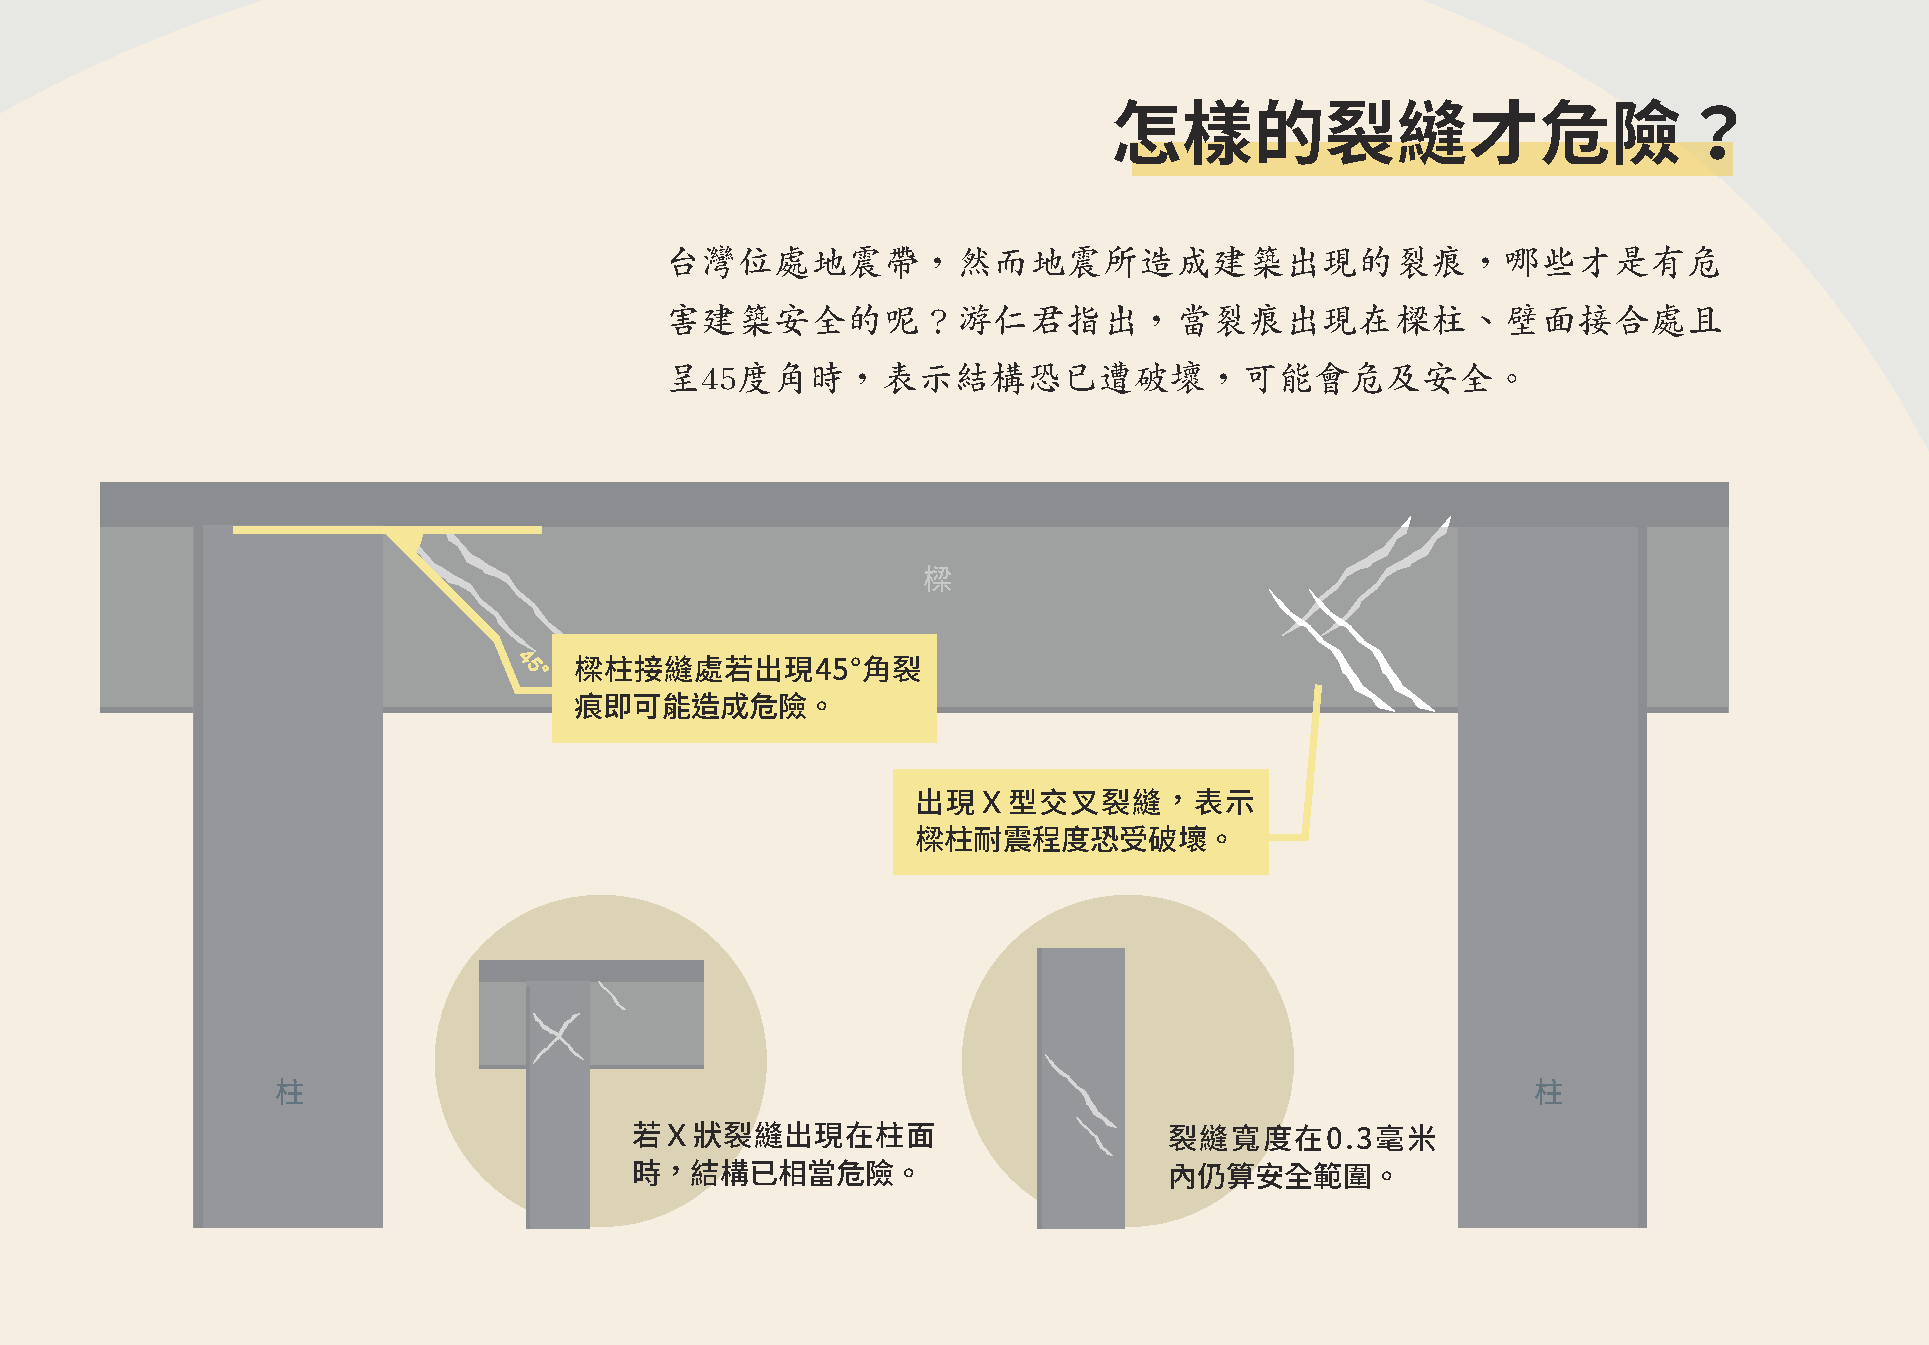 怎樣的裂縫才危險？
台灣位處地震帶，然而地震所造成建築出現的裂痕，哪些才是有危
害建築安全的呢？游仁君指出，當裂痕出現在樑柱、壁面接合處且
呈45度角時，表示結構恐已遭破壞，可能會危及安全。
樑
45°
樑柱接縫處若出現45°角裂
痕即可能造成危險。
出現X型交叉裂縫，表示
樑柱耐震程度恐受破壞。
柱
柱
若X狀裂縫出現在柱面
時，結構已相當危險。
裂縫寬度在0.3毫米
內仍算安全範圍。